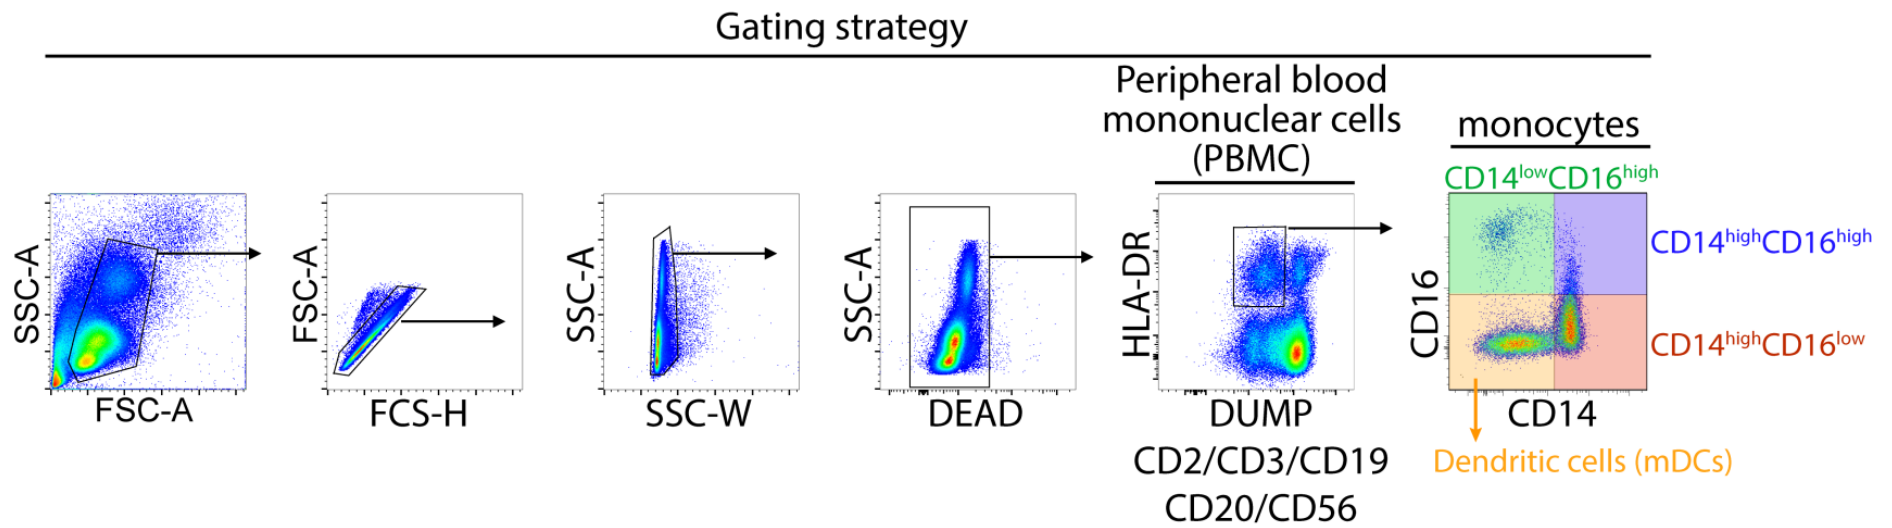 Gating strategy
Peripheral blood
mononuclear cells
(PBMC)
monocytes
CD14lowCD16high
CD14highCD16high
CD14highCD16low
SSC-A
FSC-A
FSC-A
FCS-H
SSC-A
SSC-W
SSC-A
DEAD
HLA-DR
DUMP
CD2/CD3/CD19
CD20/CD56
CD16
CD14
Dendritic cells (mDCs)